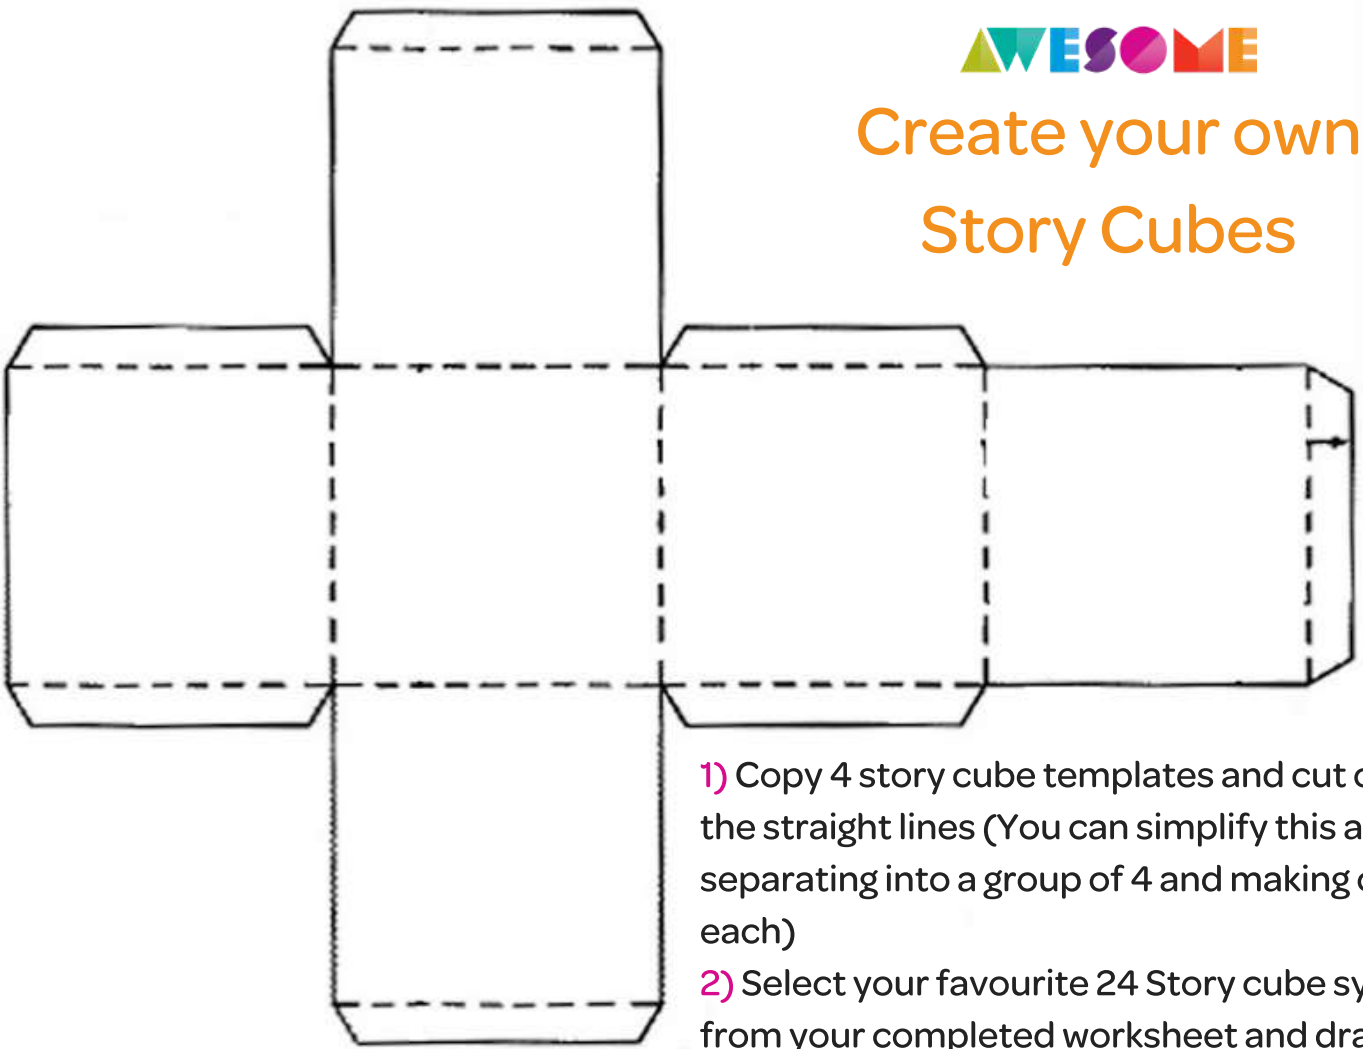 AWESOME
Create your own
Story Cubes
1) Copy 4 story cube templates and cut
the straight lines (You can simplify this
separating into a group of 4 and making
each)
2) Select your favourite 24 Story cube
from your completed worksheet and